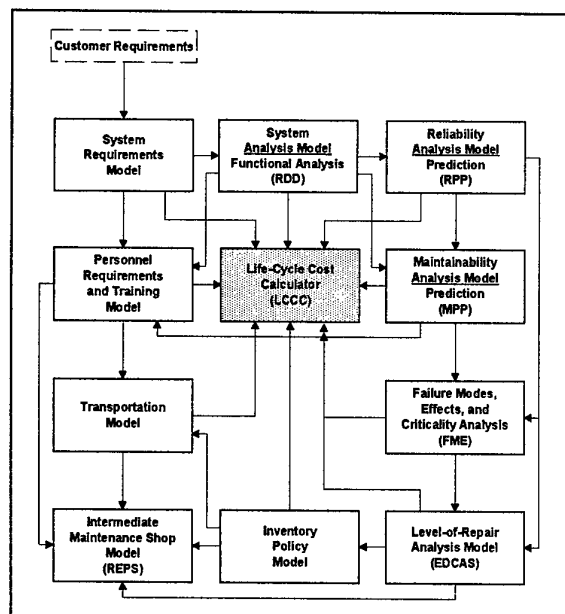 Customer Requirements
System
Requirements
Model
System
Analysis Model
Functional Analysis
(RDD)
Reliability
Analysis Model
Prediction
(RPP)
Personnel
Requirements
and Training
Model
Life-Cycle Cost
Calculator
(LCCC)
Maintainability
Analysis Model
Prediction
(MPP)
Transportation
Model
Failure Modes,
Effects, and
Criticality Analysis
(FME)
Intermediate
Maintenance Shop
Model
(REPS)
Inventory
Policy
Model
Level-of-Repair
Analysis Model
(EDCAS)